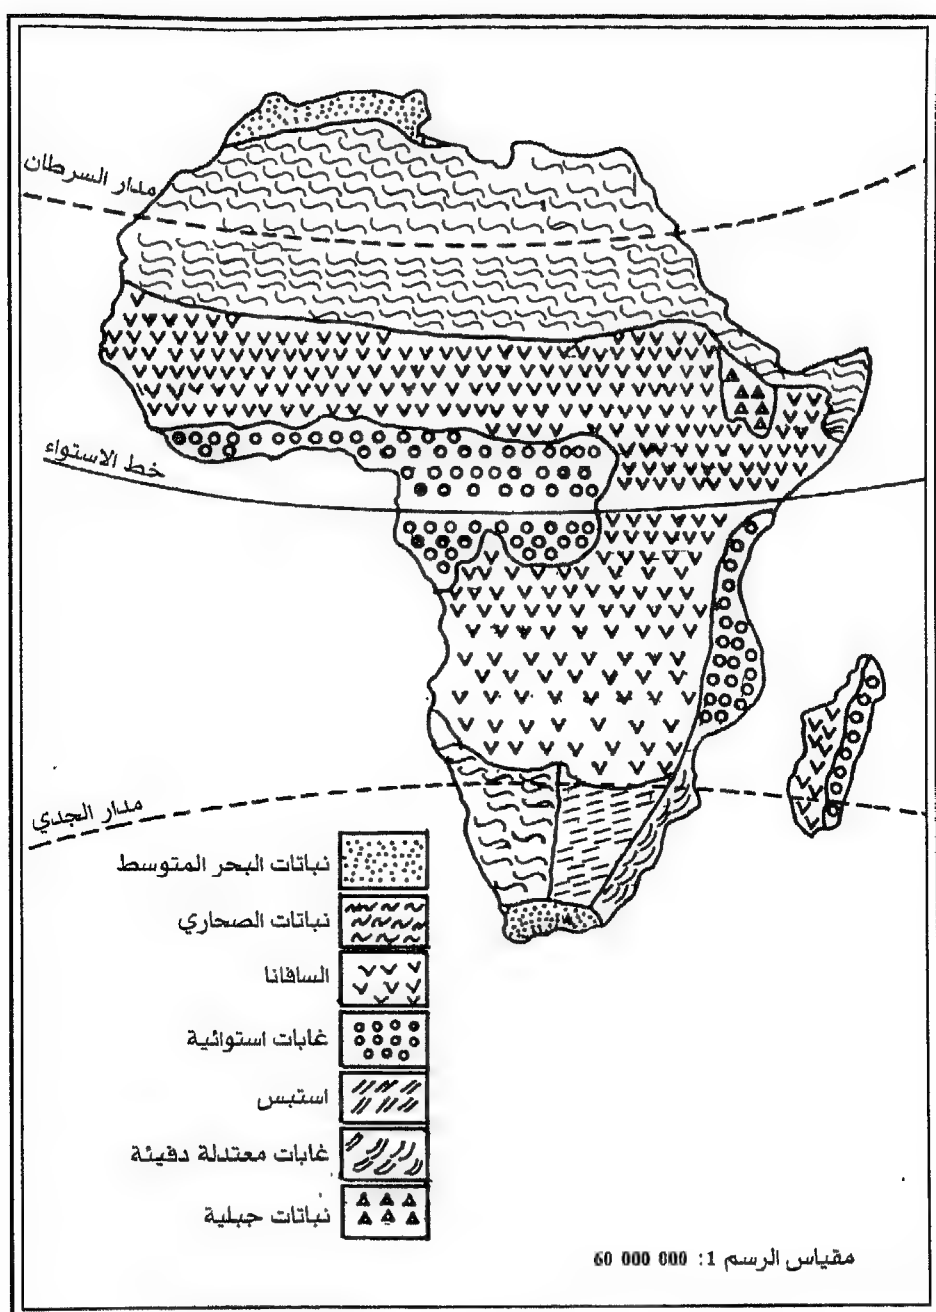 مدار السرطان
خط الاستواء
مدار الجدي
نباتات البحر المتوسط
نباتات الصحاري
السافانا
غابات استوائية
استبس
غابات معتدلة دفيئة
نباتات جبلية
مقياس الرسم 1: 60 000 000